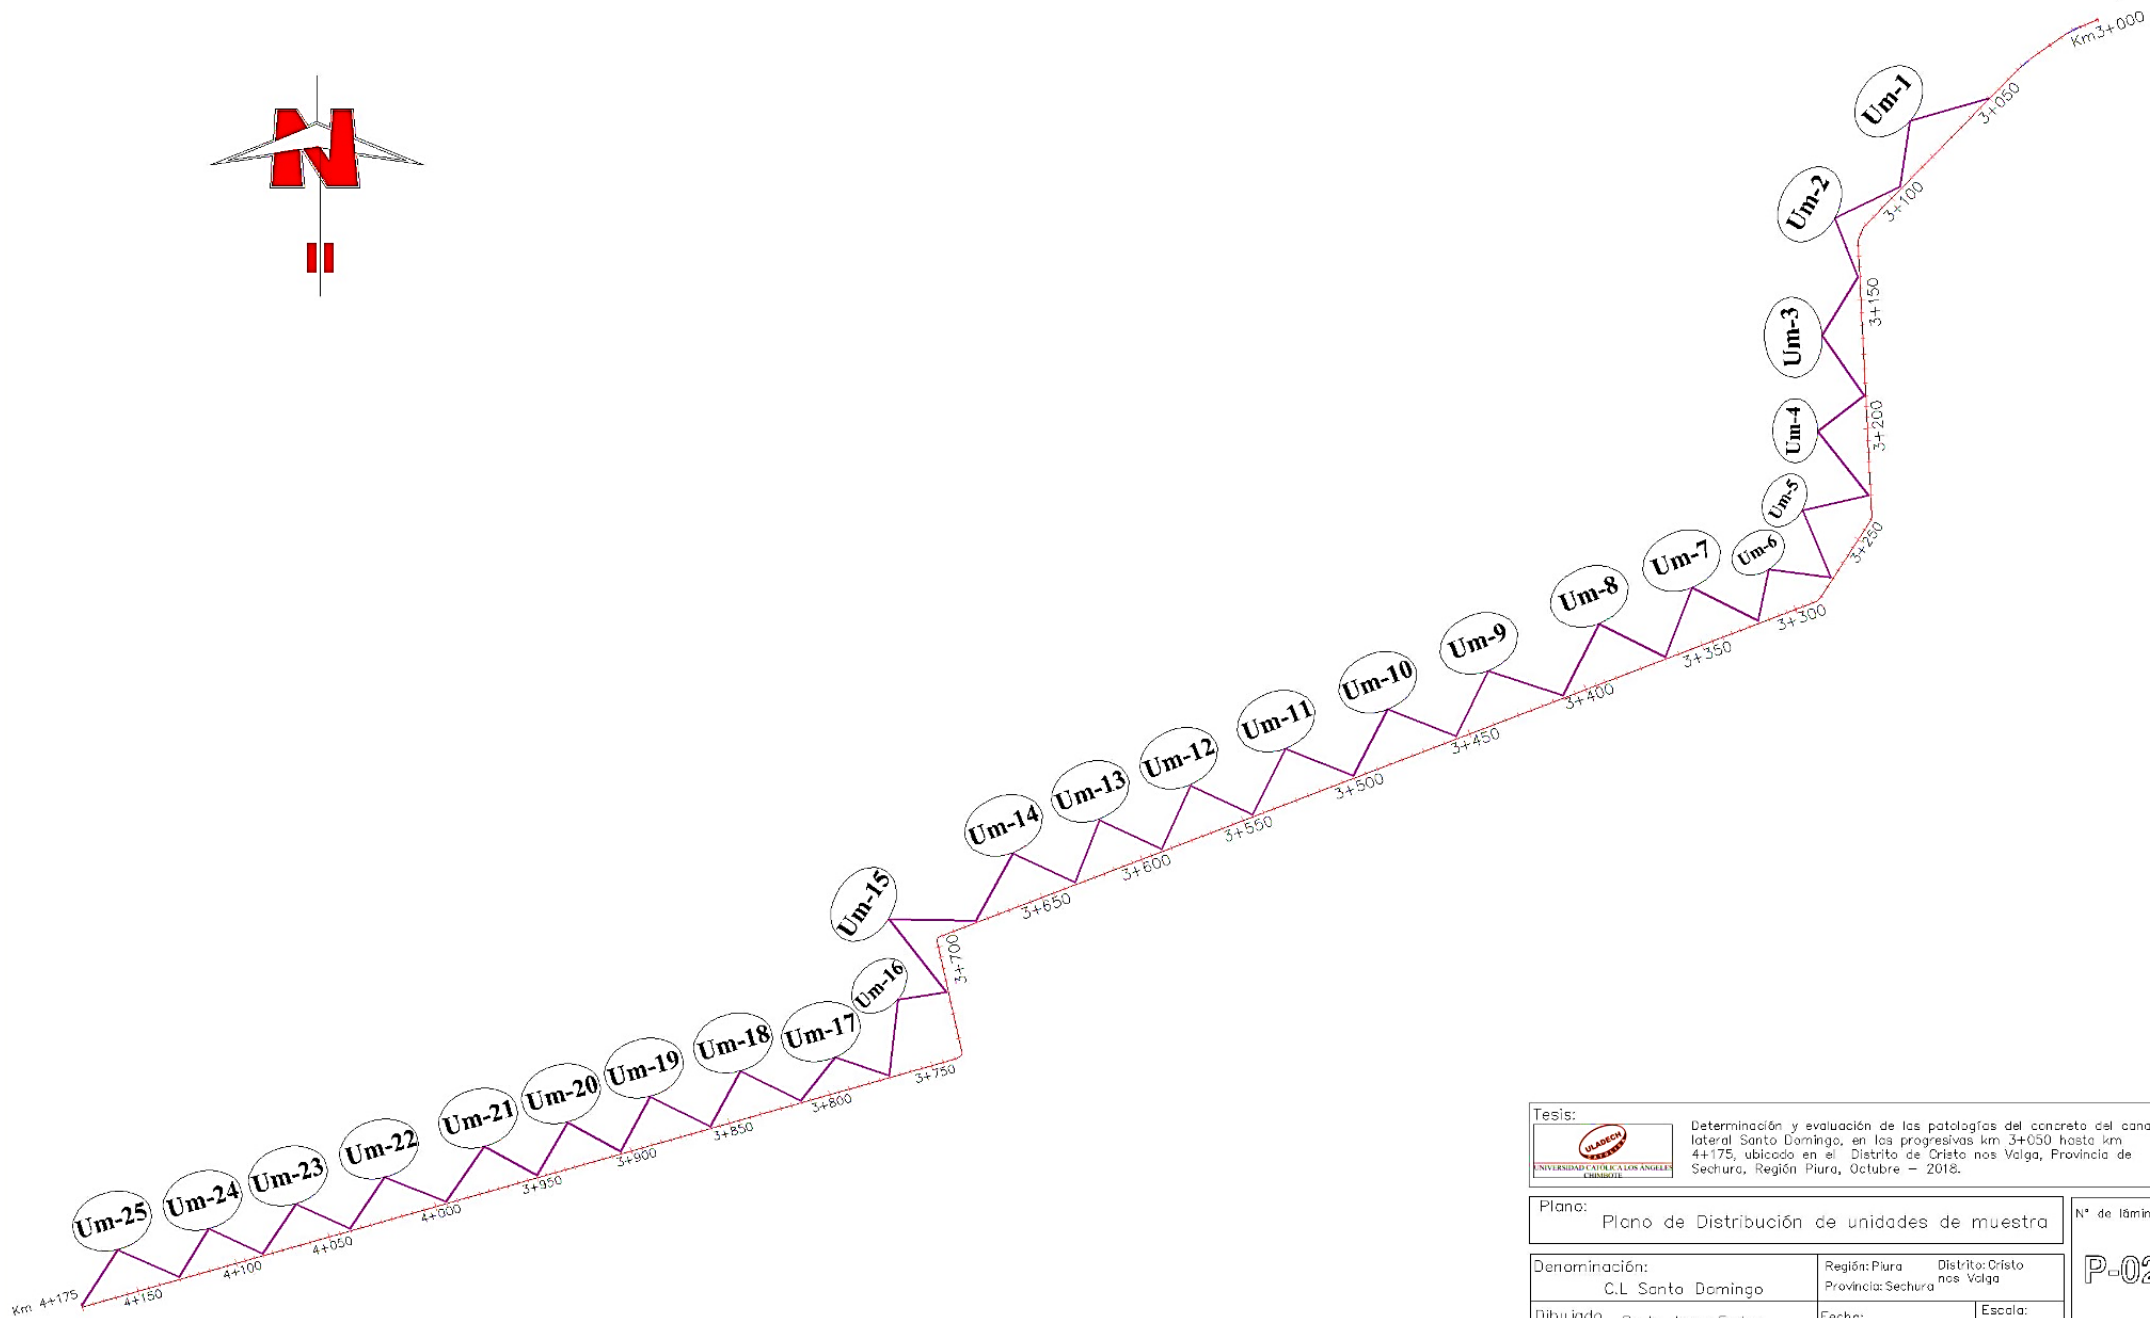 N
Km3+000
Um-1
3+050
Um-2
3+100
Um-3
3+150
Um-4
3+200
Um-5
3+250
Um-6
3+300
Um-7
3+350
Um-8
3+400
Um-9
3+450
Um-10
3+500
Um-11
3+550
Um-12
3+600
Um-13
3+650
Um-14
3+700
Um-15
Um-16
3+750
Um-17
3+800
Um-18
3+850
Um-19
3+900
Um-20
3+950
Um-21
4+000
Um-22
4+050
Um-23
4+100
Um-24
4+150
Um-25
Km 4+175
Tesis:
ULADECH
CATÓLICA
UNIVERSIDAD CATÓLICA LOS ÁNGELES
CHIMBOTE
Determinación y evaluación de las patologías del concreto del cana
lateral Santo Domingo, en las progresivas km 3+050 hasta km
4+175, ubicado en el Distrito de Cristo nos Valga, Provincia de
Sechura, Región Piura, Octubre - 2018.
Plano:
Plano de Distribución de unidades de muestra
N° de lámin
P-02
Denominación:
C.L Santo Domingo
Región: Piura Distrito: Cristo
nos Valga
Provincia: Sechura
Dibujado
Fecha:
Escala: